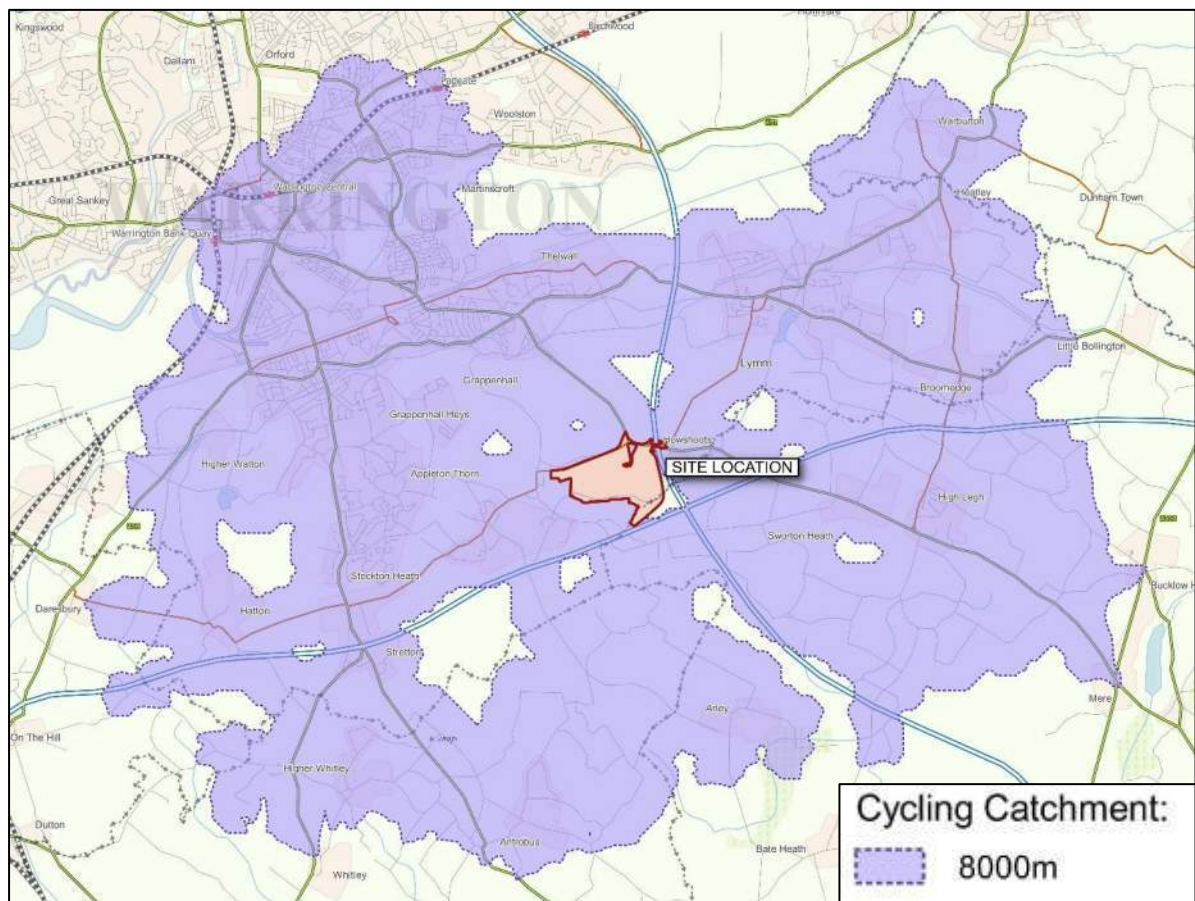 Kingswood
Birchwood
Orford
Dallam
Padgate
Woolston
Warburton
Warrington Central
Great Sankey
Martinscroft
Heatley
Dunham Town
WARRINGTON
Warrington Bank Quay
Thelwall
Little Bollington
Lymm
Grappenhall
Broomedge
Grappenhall Heys
Higher Walton
Appleton Thorn
SITE LOCATION
High Legh
Swinton Heath
Stockton Heath
Daresbury
Hatton
Bucklow H
Stretton
Arley
Mere
On The Hill
Higher Whitley
Cycling Catchment:
8000m
Dutton
Antrobus
Bate Heath
Whitley